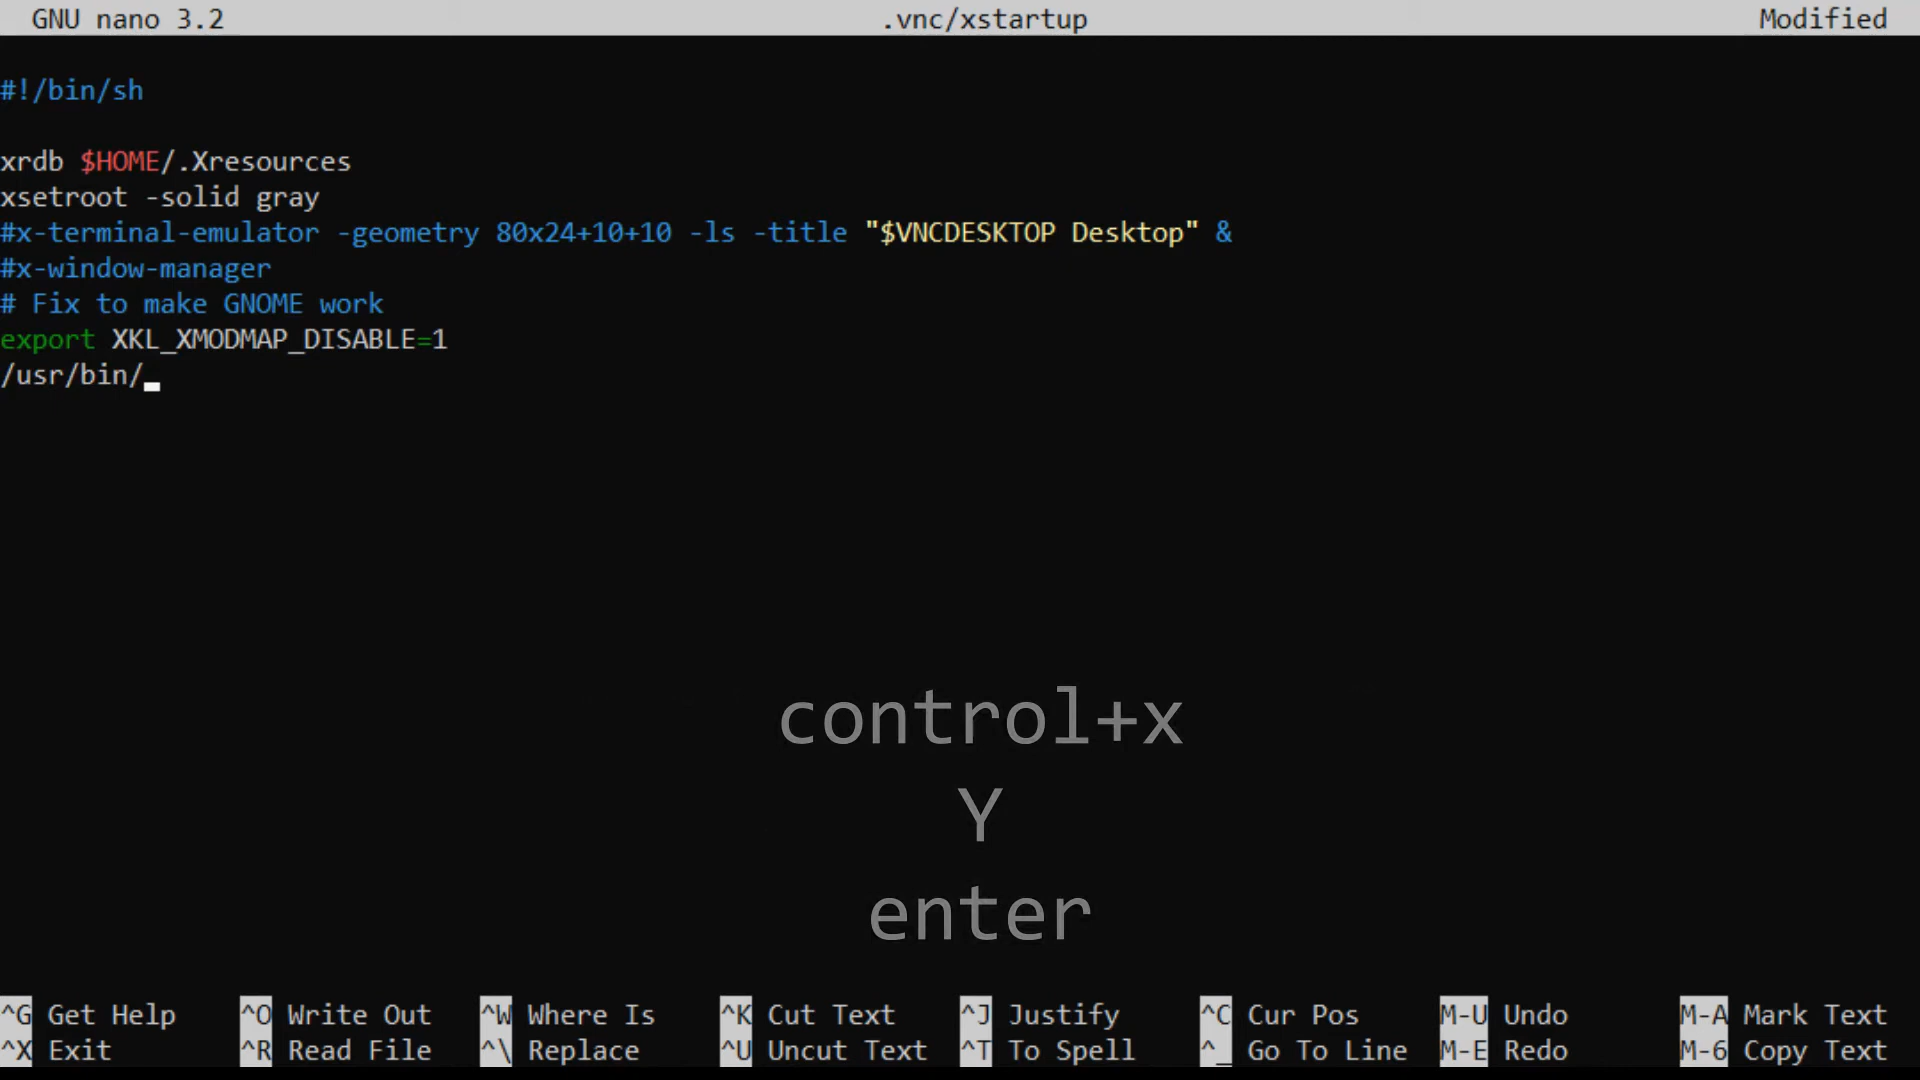 GNU nano 3.2 .vnc/xstartup Modified
#!/bin/sh
xrdb $HOME/.Xresources
xsetroot -solid gray
#x-terminal-emulator -geometry 80x24+10+10 -ls -title "$VNCDESKTOP Desktop" &
#x-window-manager
# Fix to make GNOME work
export XKL_XMODMAP_DISABLE=1
/usr/bin/
control+x
Y
enter
^G Get Help ^O Write Out ^W Where Is ^K Cut Text ^J Justify ^C Cur Pos M-U Undo M-A Mark Text
^X Exit ^R Read File ^\ Replace ^U Uncut Text ^T To Spell ^_ Go To Line M-E Redo M-6 Copy Text